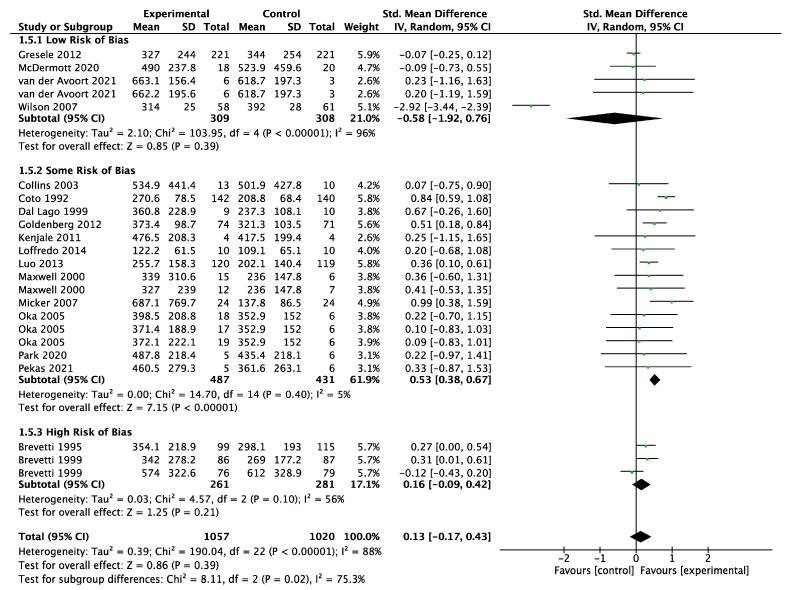 Experimental Control Std. Mean Difference Std. Mean Difference
Study or Subgroup Mean SD Total Mean SD Total Weight IV, Random, 95% CI IV, Random, 95% CI
1.5.1 Low Risk of Bias
Gresele 2012 327 244 221 344 254 221 5.9% -0.07 [-0.25, 0.12]
McDermott 2020 490 237.8 18 523.9 459.6 20 4.8% -0.09 [-0.73, 0.55]
van der Avoort 2021 663.1 156.4 6 618.7 197.3 3 2.6% 0.23 [-1.16, 1.63]
van der Avoort 2021 662.2 195.6 6 618.7 197.3 3 2.6% 0.20 [-1.19, 1.59]
Wilson 2007 314 25 58 392 28 61 5.1% -2.92 [-3.44, -2.39]
Subtotal (95% CI) 309 308 21.0% -0.58 [-1.92, 0.76]
Heterogeneity: Tau² = 2.10; Chi² = 103.95, df = 4 (P < 0.00001); I² = 96%
Test for overall effect: Z = 0.85 (P = 0.39)
1.5.2 Some Risk of Bias
Collins 2003 534.9 441.4 13 501.9 427.8 10 4.2% 0.07 [-0.75, 0.90]
Coto 1992 270.6 78.5 142 208.8 68.4 140 5.8% 0.84 [0.59, 1.08]
Dal Lago 1999 360.8 228.9 9 237.3 108.1 10 4.0% 0.67 [-0.26, 1.60]
Goldenberg 2012 373.4 98.7 74 321.3 103.5 71 5.6% 0.51 [0.18, 0.84]
Kenjale 2011 476.5 208.3 4 417.5 199.4 4 2.6% 0.25 [-1.15, 1.65]
Loffredo 2014 122.2 61.5 10 109.1 65.1 10 4.0% 0.20 [-0.68, 1.08]
Luo 2013 255.7 158.3 120 202.1 140.4 119 5.8% 0.36 [0.10, 0.61]
Maxwell 2000 339 310.6 15 236 147.8 6 3.8% 0.36 [-0.60, 1.31]
Maxwell 2000 327 239 12 236 147.8 7 3.9% 0.41 [-0.53, 1.35]
Micker 2007 687.1 769.7 24 137.8 86.5 24 4.9% 0.99 [0.38, 1.59]
Oka 2005 398.5 208.8 18 352.9 152 6 3.9% 0.22 [-0.70, 1.15]
Oka 2005 371.4 188.9 17 352.9 152 6 3.8% 0.10 [-0.83, 1.03]
Oka 2005 372.1 222.1 19 352.9 152 6 3.9% 0.09 [-0.83, 1.01]
Park 2020 487.8 218.4 5 435.4 218.1 6 3.1% 0.22 [-0.97, 1.41]
Pekas 2021 460.5 279.3 5 361.6 263.1 6 3.1% 0.33 [-0.87, 1.53]
Subtotal (95% CI) 487 431 61.9% 0.53 [0.38, 0.67]
Heterogeneity: Tau² = 0.00; Chi² = 14.70, df = 14 (P = 0.40); I² = 5%
Test for overall effect: Z = 7.15 (P < 0.00001)
1.5.3 High Risk of Bias
Brevetti 1995 354.1 218.9 99 298.1 193 115 5.7% 0.27 [0.00, 0.54]
Brevetti 1999 342 278.2 86 269 177.2 87 5.7% 0.31 [0.01, 0.61]
Brevetti 1999 574 322.6 76 612 328.9 79 5.7% -0.12 [-0.43, 0.20]
Subtotal (95% CI) 261 281 17.1% 0.16 [-0.09, 0.42]
Heterogeneity: Tau² = 0.03; Chi² = 4.57, df = 2 (P = 0.10); I² = 56%
Test for overall effect: Z = 1.25 (P = 0.21)
Total (95% CI) 1057 1020 100.0% 0.13 [-0.17, 0.43]
Heterogeneity: Tau² = 0.39; Chi² = 190.04, df = 22 (P < 0.00001); I² = 88%
Test for overall effect: Z = 0.86 (P = 0.39)
Test for subgroup differences: Chi² = 8.11, df = 2 (P = 0.02), I² = 75.3%
-2 -1 0 1 2
Favours [control] Favours [experimental]